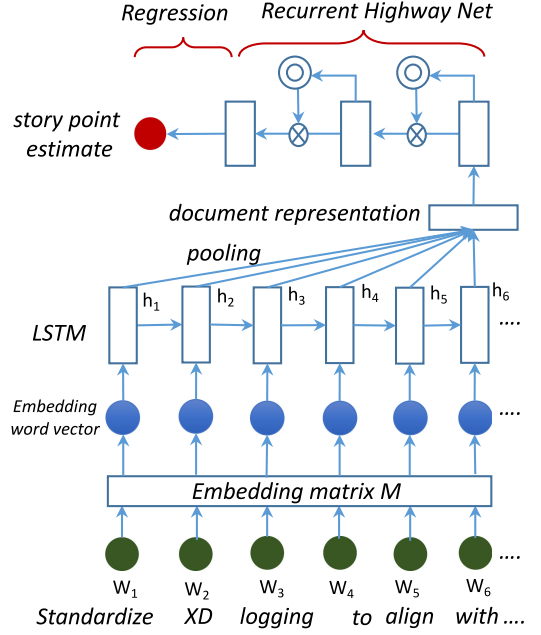 Regression
Recurrent Highway Net
story point
estimate
document representation
pooling
h1 h2 h3 h4 h5 h6
LSTM
....
Embedding
word vector
....
Embedding matrix M
....
W1 W2 W3 W4 W5 W6
Standardize XD logging to align with ....